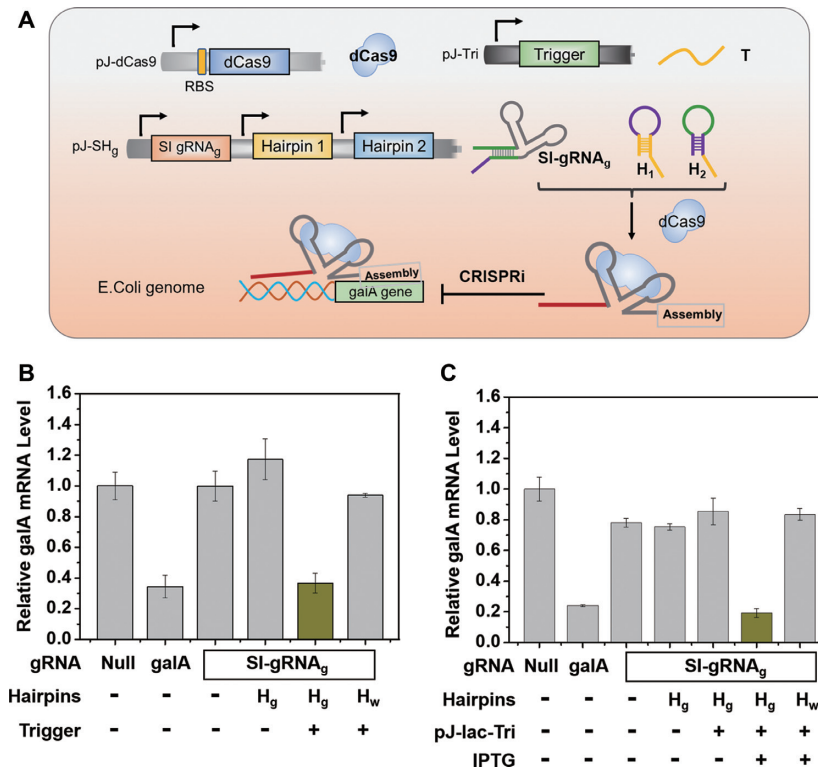 A
pJ-dCas9
RBS
dCas9
dCas9
pJ-Tri
Trigger
T
pJ-SHg
SI gRNAg
Hairpin 1
Hairpin 2
SI-gRNAg
H1
H2
dCas9
E.Coli genome
Assembly
galA gene
CRISPRi
Assembly
B
Relative galA mRNA Level
1.6
1.4
1.2
1.0
0.8
0.6
0.4
0.2
0.0
gRNA Null galA SI-gRNAg
Hairpins - - - Hg Hg Hw
Trigger - - - - + +
C
Relative galA mRNA Level
1.6
1.4
1.2
1.0
0.8
0.6
0.4
0.2
0.0
gRNA Null galA SI-gRNAg
Hairpins - - - Hg Hg Hg Hw
pJ-lac-Tri - - - - + + +
IPTG - - - - - + +